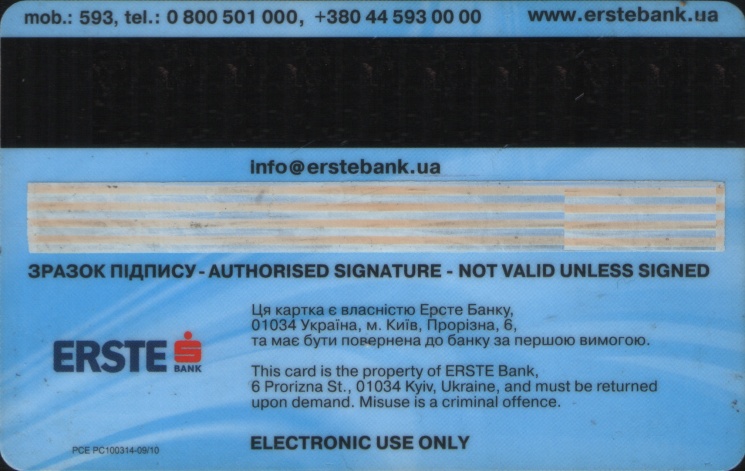 mob.: 593, tel.: 0 800 501 000, +380 44 593 00 00 www.erstebank.ua
info@erstebank.ua
ЗРАЗОК ПІДПИСУ - AUTHORISED SIGNATURE - NOT VALID UNLESS SIGNED
Ця картка є власністю Ерсте Банку,
01034 Україна, м. Київ, Прорізна, 6,
та має бути повернена до банку за першою вимогою.
ERSTE
BANK
This card is the property of ERSTE Bank,
6 Prorizna St., 01034 Kyiv, Ukraine, and must be returned
upon demand. Misuse is a criminal offence.
ELECTRONIC USE ONLY
PCE PC100314-09/10